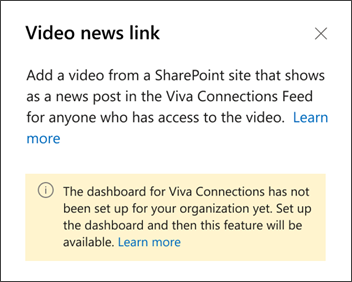 Video news link
Add a video from a SharePoint site that shows
as a news post in the Viva Connections Feed
for anyone who has access to the video. Learn
more
The dashboard for Viva Connections has not
been set up for your organization yet. Set up
the dashboard and then this feature will be
available. Learn more